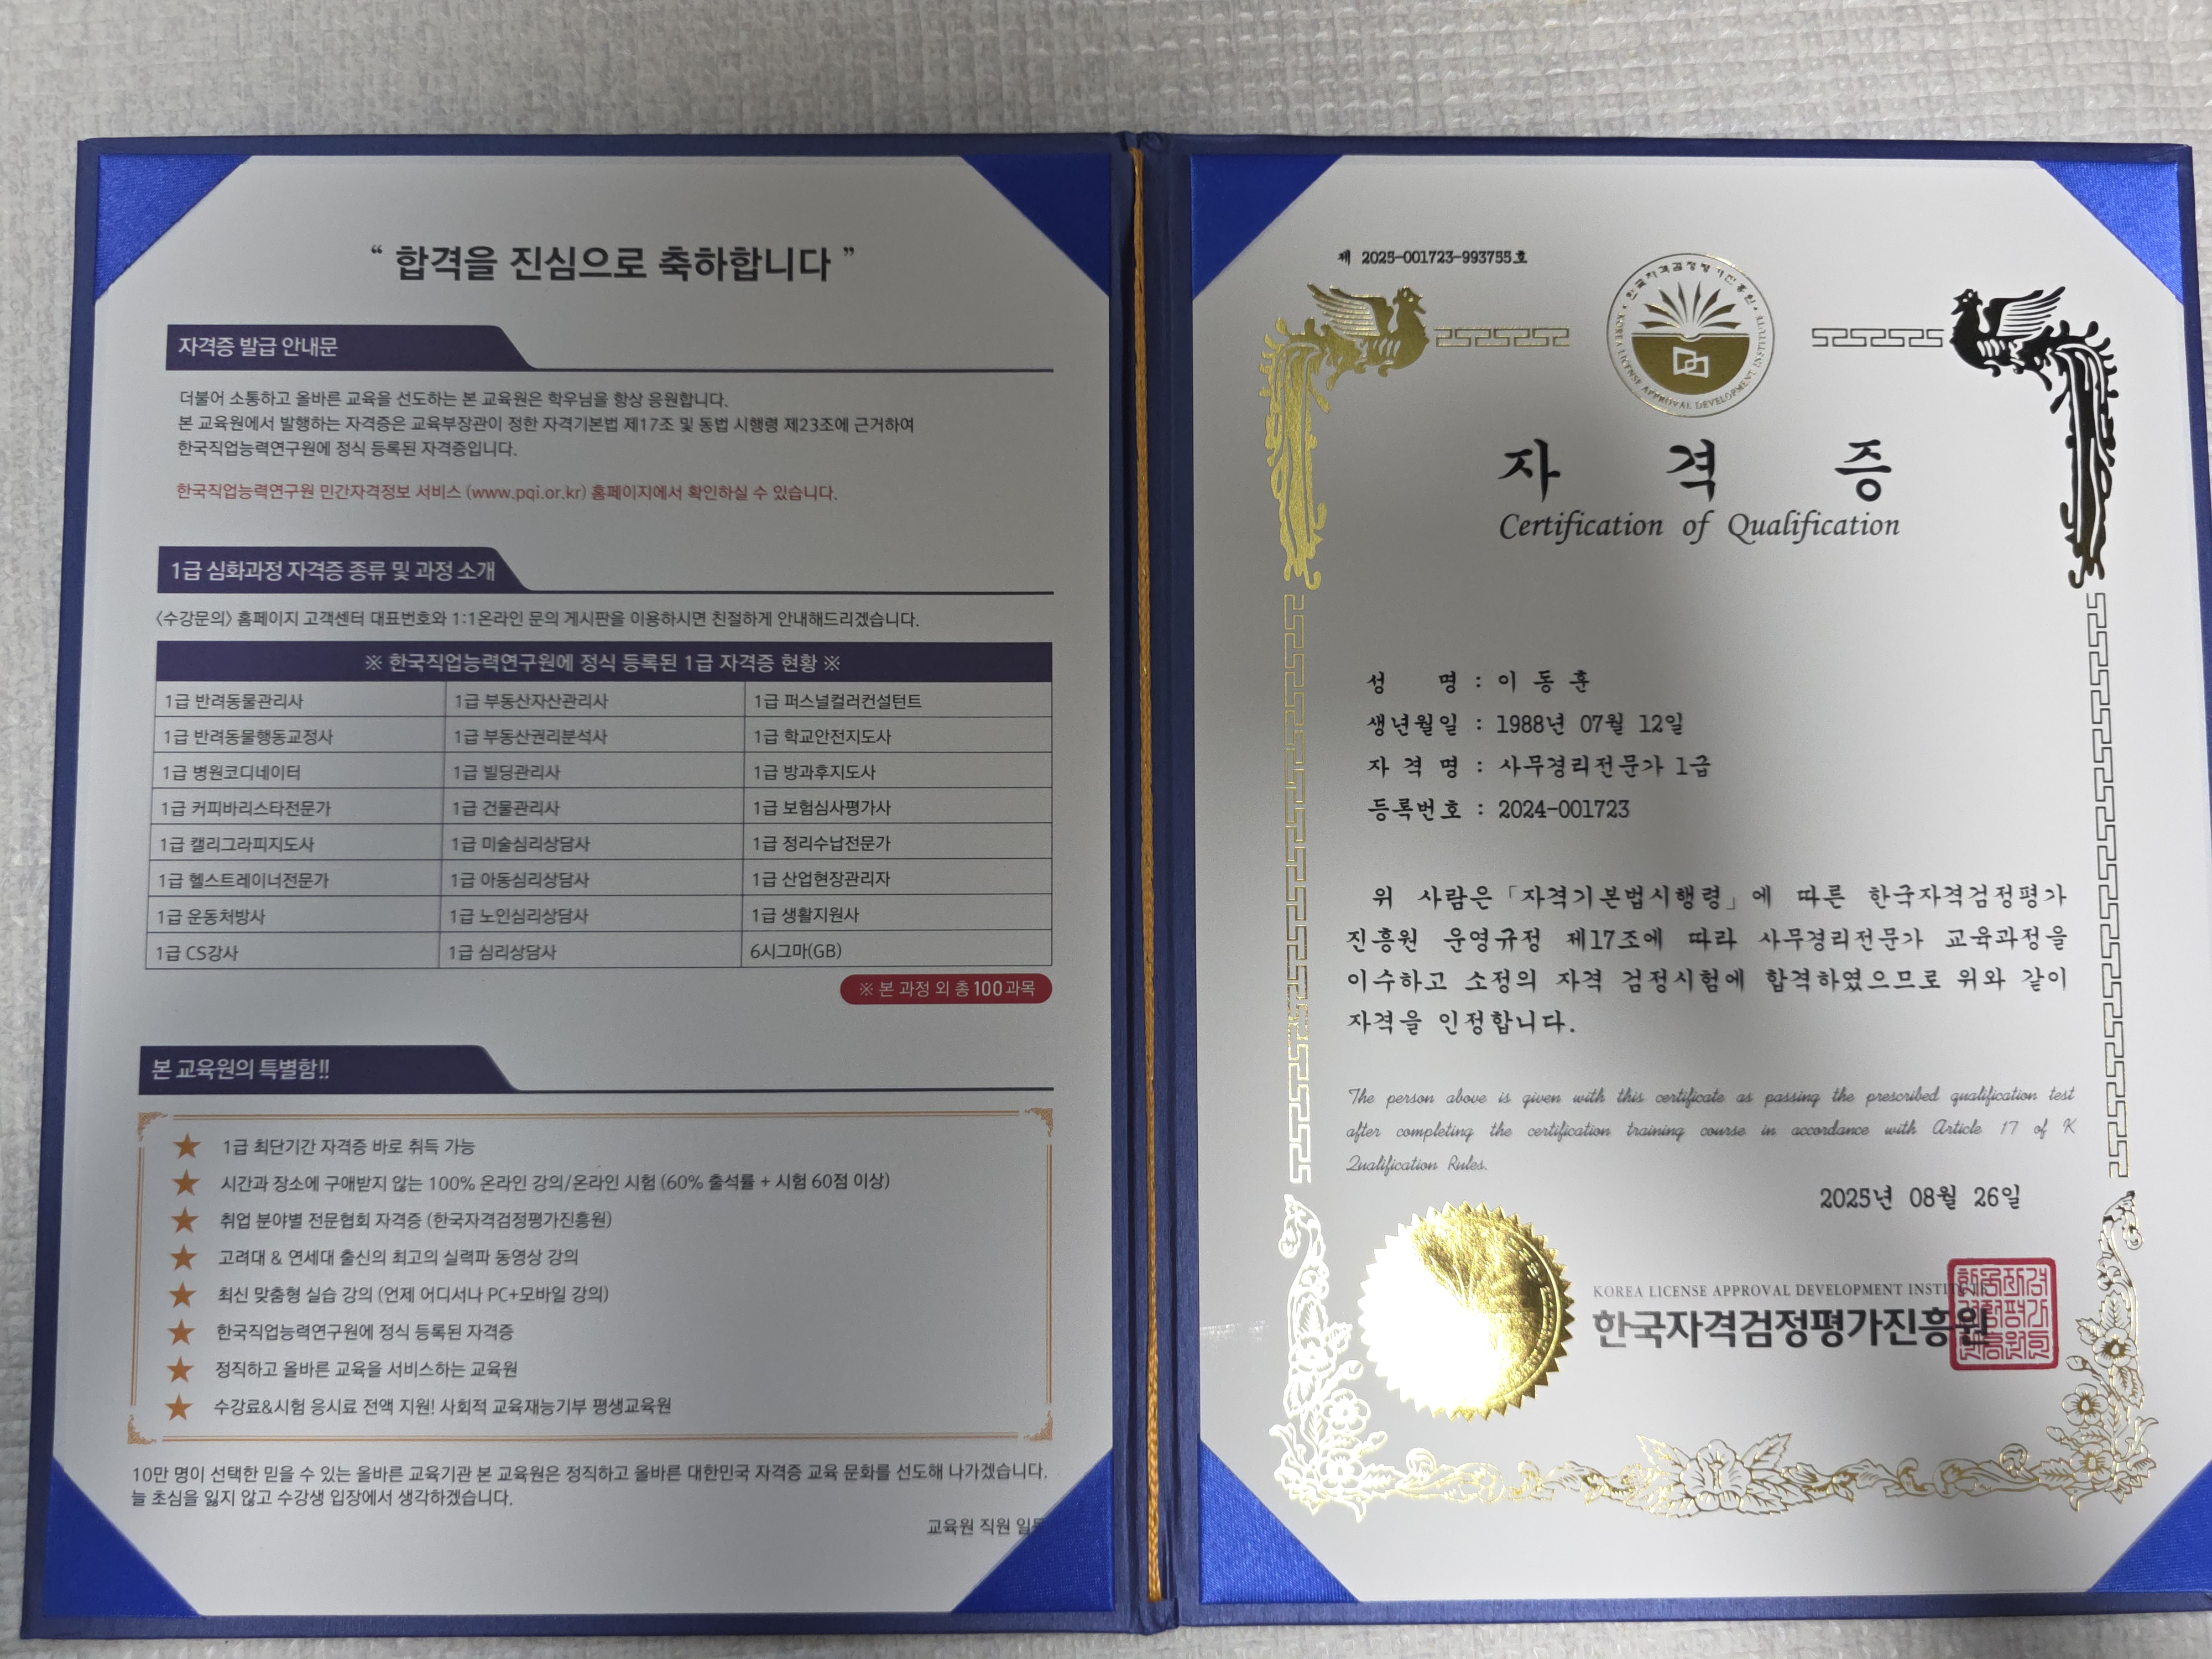 “ 합격을 진심으로 축하합니다 ”
자격증 발급 안내문
더불어 소통하고 올바른 교육을 선도하는 본 교육원은 학우님을 항상 응원합니다.
본 교육원에서 발행하는 자격증은 교육부장관이 정한 자격기본법 제17조 및 동법 시행령 제23조에 근거하여
한국직업능력연구원에 정식 등록된 자격증입니다.
한국직업능력연구원 민간자격정보 서비스 (www.pqi.or.kr) 홈페이지에서 확인하실 수 있습니다.
1급 심화과정 자격증 종류 및 과정 소개
<수강문의> 홈페이지 고객센터 대표번호와 1:1온라인 문의 게시판을 이용하시면 친절하게 안내해드리겠습니다.
※ 한국직업능력연구원에 정식 등록된 1급 자격증 현황 ※
1급 반려동물관리사 1급 부동산자산관리사 1급 퍼스널컬러컨설턴트
1급 반려동물행동교정사 1급 부동산권리분석사 1급 학교안전지도사
1급 병원코디네이터 1급 빌딩관리사 1급 방과후지도사
1급 커피바리스타전문가 1급 건물관리사 1급 보험심사평가사
1급 캘리그라피지도사 1급 미술심리상담사 1급 정리수납전문가
1급 헬스트레이너전문가 1급 아동심리상담사 1급 산업현장관리자
1급 운동처방사 1급 노인심리상담사 1급 생활지원사
1급 CS강사 1급 심리상담사 6시그마(GB)
※ 본 과정 외 총 100과목
본 교육원의 특별함!!
★ 1급 최단기간 자격증 바로 취득 가능
★ 시간과 장소에 구애받지 않는 100% 온라인 강의/온라인 시험 (60% 출석률 + 시험 60점 이상)
★ 취업 분야별 전문협회 자격증 (한국자격검정평가진흥원)
★ 고려대 & 연세대 출신의 최고의 실력파 동영상 강의
★ 최신 맞춤형 실습 강의 (언제 어디서나 PC+모바일 강의)
★ 한국직업능력연구원에 정식 등록된 자격증
★ 정직하고 올바른 교육을 서비스하는 교육원
★ 수강료&시험 응시료 전액 지원! 사회적 교육재능기부 평생교육원
10만 명이 선택한 믿을 수 있는 올바른 교육기관 본 교육원은 정직하고 올바른 대한민국 자격증 교육 문화를 선도해 나가겠습니다.
늘 초심을 잃지 않고 수강생 입장에서 생각하겠습니다.
교육원 직원 일동
제 2025-001723-993755호
한국자격검정평가진흥원
KOREA LICENSE APPROVAL DEVELOPMENT INSTITUTE
자 격 증
Certification of Qualification
성 명 : 이 동 훈
생년월일 : 1988년 07월 12일
자 격 명 : 사무경리전문가 1급
등록번호 : 2024-001723
위 사람은 「자격기본법시행령」에 따른 한국자격검정평가
진흥원 운영규정 제17조에 따라 사무경리전문가 교육과정을
이수하고 소정의 자격 검정시험에 합격하였으므로 위와 같이
자격을 인정합니다.
The person above is given with this certificate as passing the prescribed qualification test
after completing the certification training course in accordance with Article 17 of K
Qualification Rules.
2025년 08월 26일
KOREA LICENSE APPROVAL DEVELOPMENT INSTITUTE
한국자격검정평가진흥원